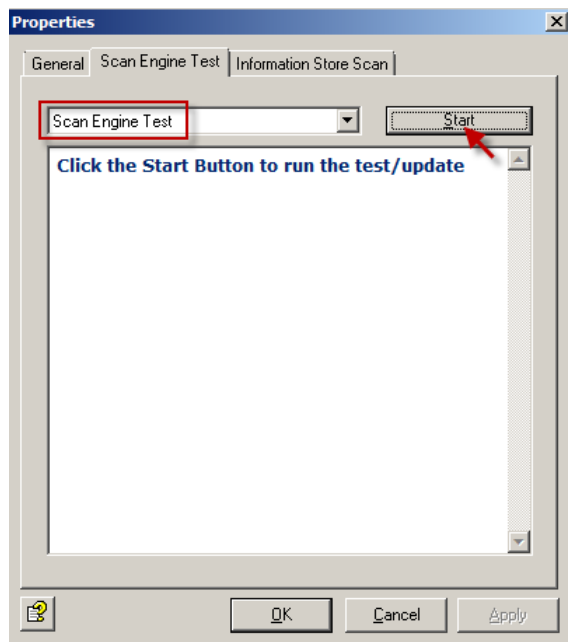 Properties
General Scan Engine Test Information Store Scan
Scan Engine Test Start
Click the Start Button to run the test/update
OK Cancel Apply